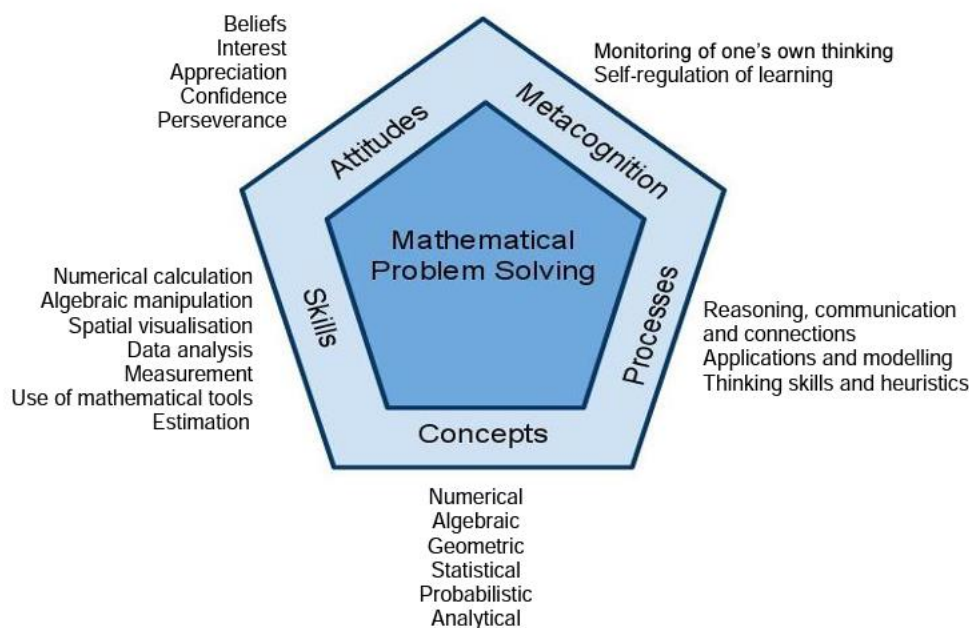 Beliefs
Interest
Appreciation
Confidence
Perseverance
Monitoring of one's own thinking
Self-regulation of learning
Attitudes
Metacognition
Mathematical
Problem Solving
Numerical calculation
Algebraic manipulation
Spatial visualisation
Data analysis
Measurement
Use of mathematical tools
Estimation
Skills
Processes
Reasoning, communication
and connections
Applications and modelling
Thinking skills and heuristics
Concepts
Numerical
Algebraic
Geometric
Statistical
Probabilistic
Analytical